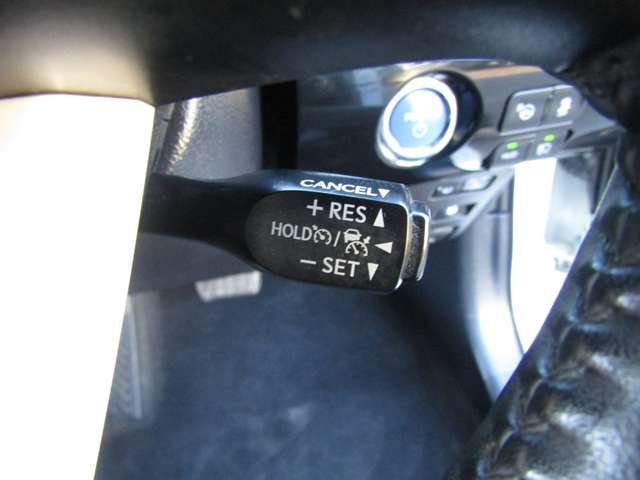 CANCEL▼
+ RES ▲
HOLD / ◄
− SET ▼